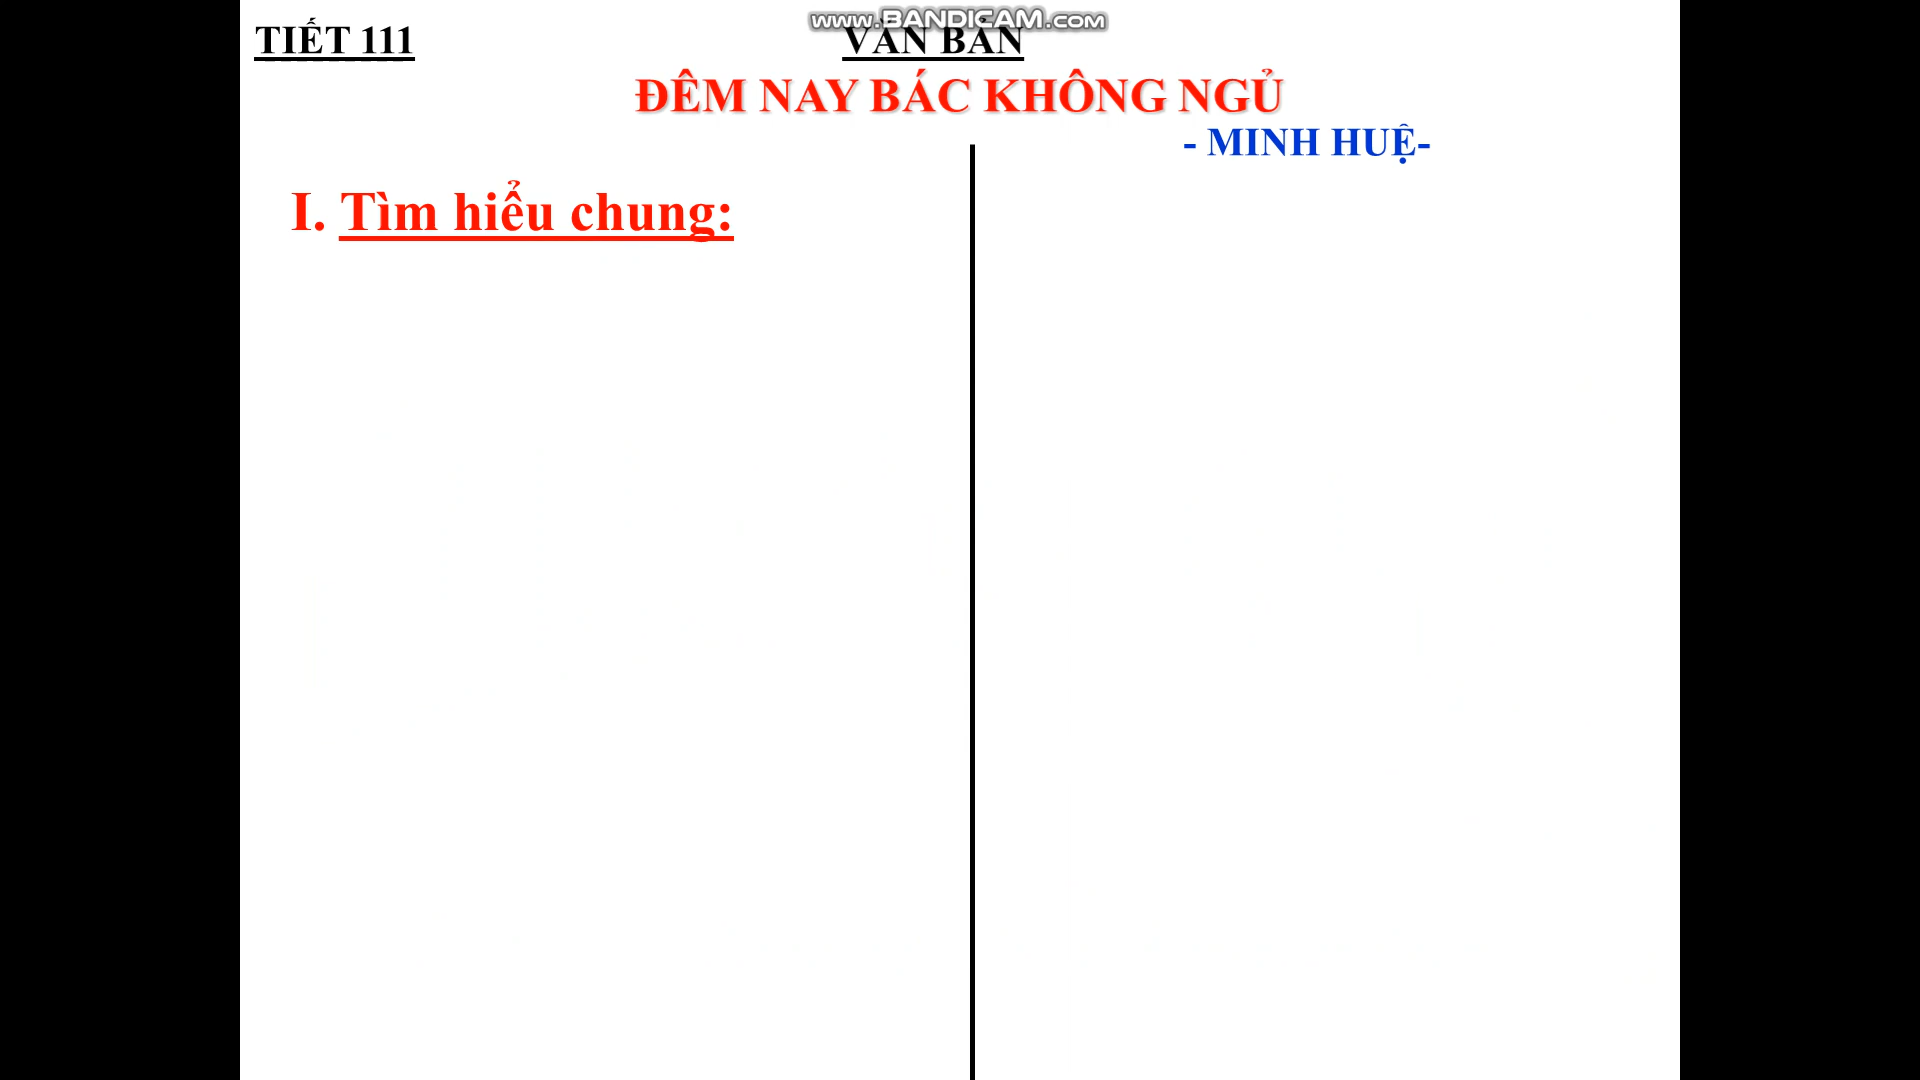 www.BANDICAM.com
TIẾT 111 VĂN BẢN
ĐÊM NAY BÁC KHÔNG NGỦ
- MINH HUỆ-
I. Tìm hiểu chung: